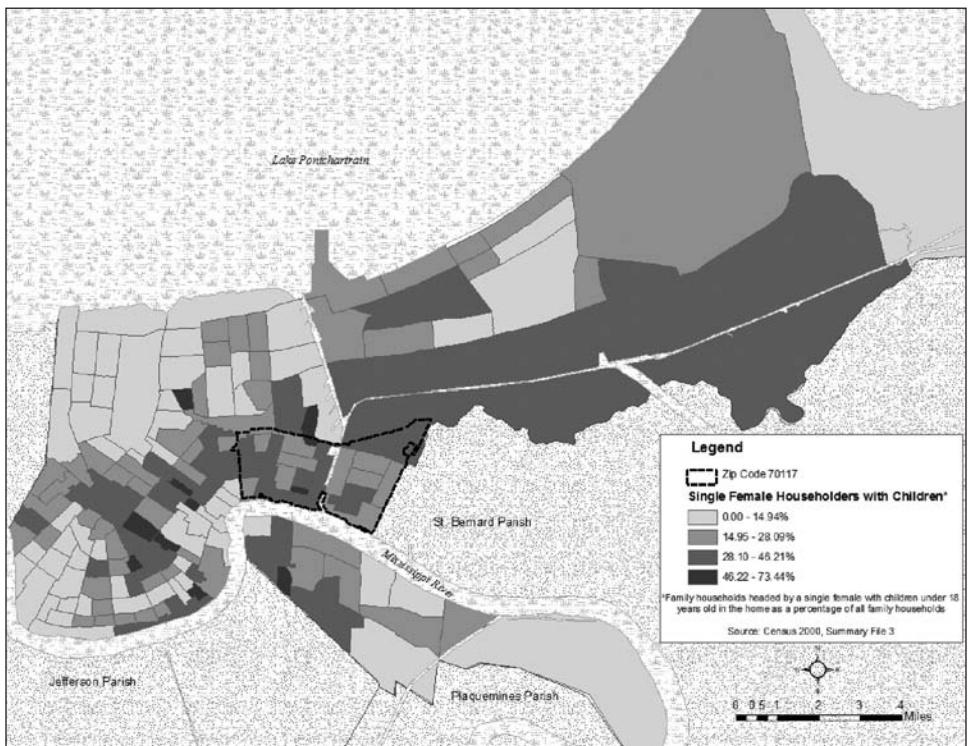 Lake Pontchartrain
Legend
Zip Code 70117
Single Female Householders with Children*
0.00 - 14.94%
14.95 - 28.09%
28.10 - 46.21%
46.22 - 73.44%
*Family households headed by a single female with children under 18
years old in the home as a percentage of all family households
Source: Census 2000, Summary File 3
St. Bernard Parish
Mississippi River
Jefferson Parish
Plaquemines Parish
N
S
0 0.5 1 2 3 4
Miles